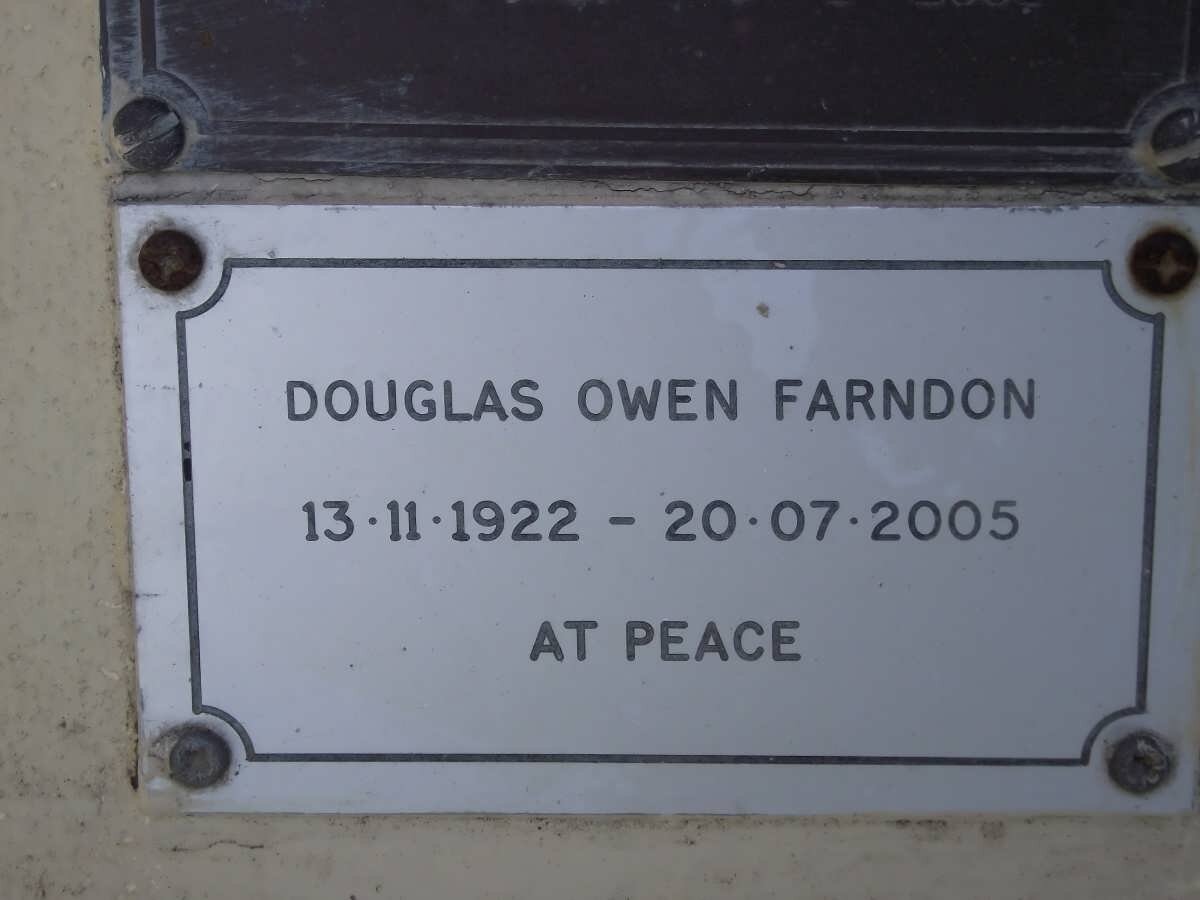 DOUGLAS OWEN FARNDON
13·11·1922 – 20·07·2005
AT PEACE